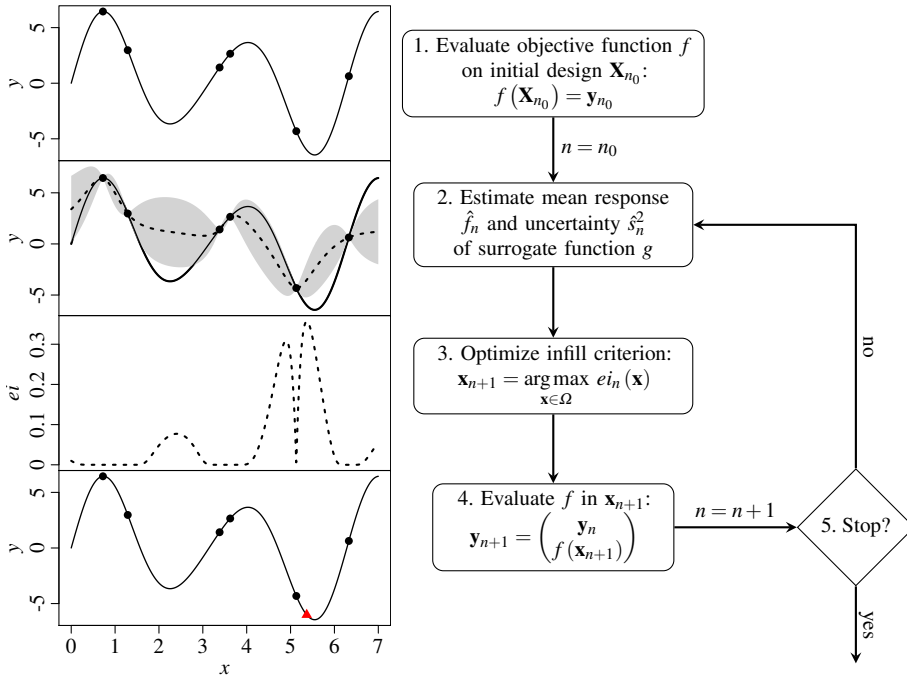 5
0
-5
y
5
0
-5
y
0.3
0.2
0.1
0
ei
5
0
-5
y
0 1 2 3 4 5 6 7
x
1. Evaluate objective function f
on initial design X_{n_0}:
f(X_{n_0}) = y_{n_0}
n = n_0
2. Estimate mean response
\hat{f}_n and uncertainty \hat{s}_n^2
of surrogate function g
3. Optimize infill criterion:
x_{n+1} = arg max ei_n(x)
x∈Ω
4. Evaluate f in x_{n+1}:
y_{n+1} = ( y_n
f(x_{n+1}) )
n = n+1
5. Stop?
no
yes